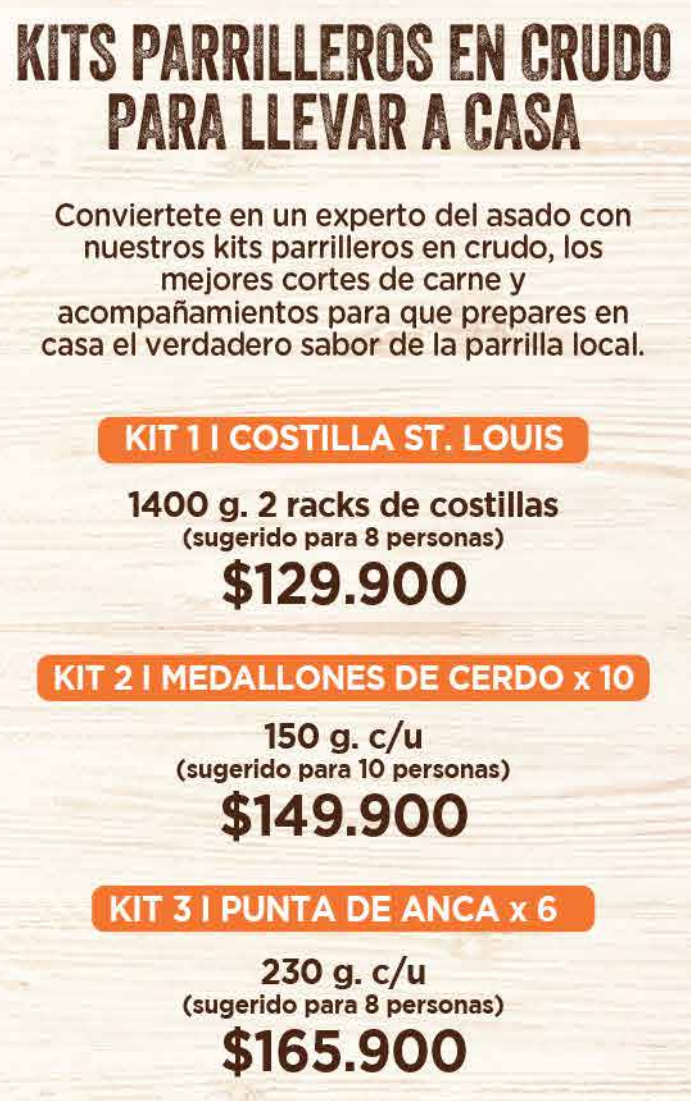 KITS PARRILLEROS EN CRUDO
PARA LLEVAR A CASA
Conviertete en un experto del asado con
nuestros kits parrilleros en crudo, los
mejores cortes de carne y
acompañamientos para que prepares en
casa el verdadero sabor de la parrilla local.
KIT 1 I COSTILLA ST. LOUIS
1400 g. 2 racks de costillas
(sugerido para 8 personas)
$129.900
KIT 2 I MEDALLONES DE CERDO x 10
150 g. c/u
(sugerido para 10 personas)
$149.900
KIT 3 I PUNTA DE ANCA x 6
230 g. c/u
(sugerido para 8 personas)
$165.900